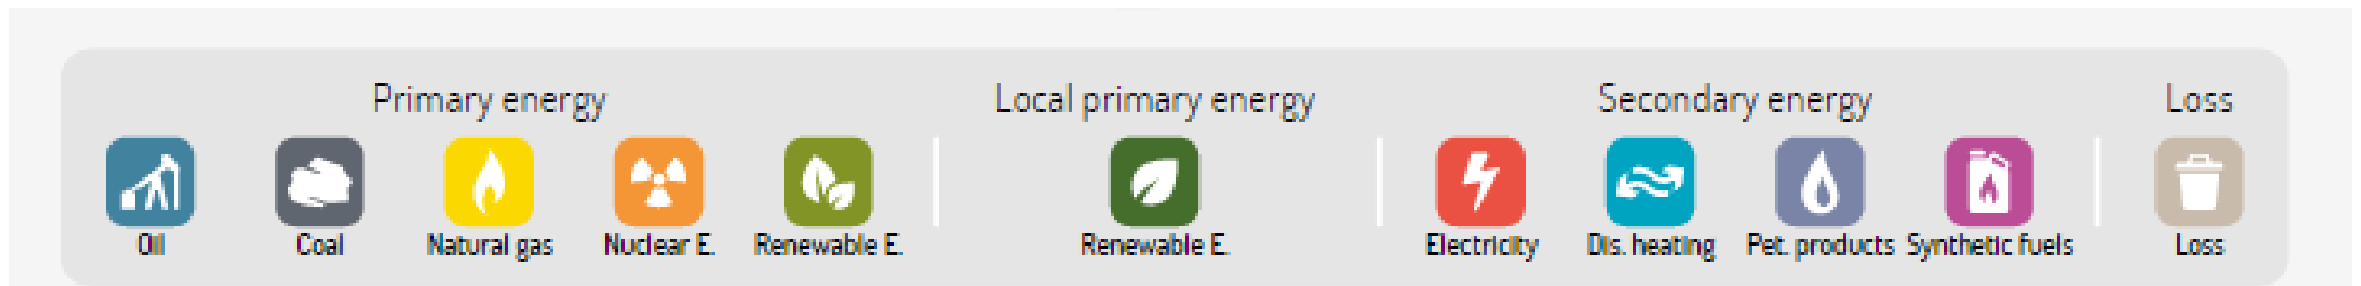 Primary energy Local primary energy Secondary energy Loss
Oil Coal Natural gas Nuclear E. Renewable E. Renewable E. Electricity Dis. heating Pet. products Synthetic fuels Loss